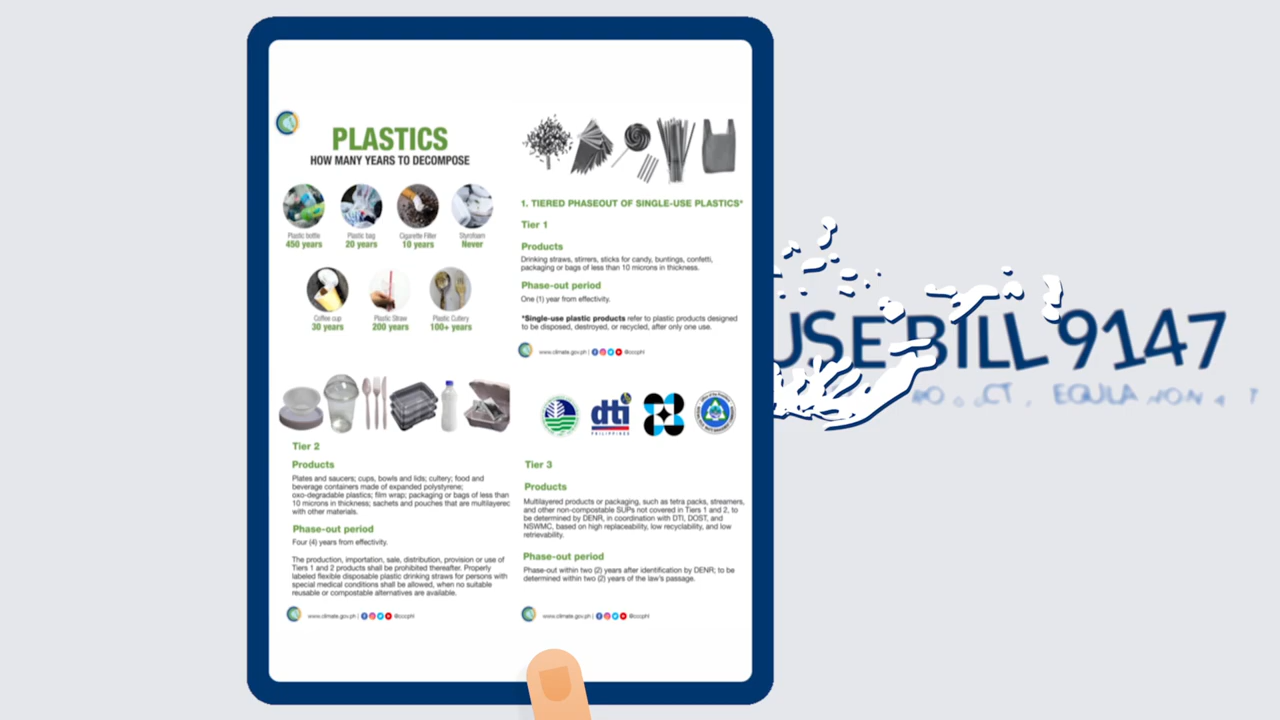 PLASTICS
HOW MANY YEARS TO DECOMPOSE
Plastic bottle
450 years
Plastic bag
20 years
Cigarette Filter
10 years
Styrofoam
Never
Coffee cup
30 years
Plastic Straw
200 years
Plastic Cutlery
100+ years
1. TIERED PHASEOUT OF SINGLE-USE PLASTICS*
Tier 1
Products
Drinking straws, stirrers, sticks for candy, buntings, confetti,
packaging or bags of less than 10 microns in thickness.
Phase-out period
One (1) year from effectivity.
*Single-use plastic products refer to plastic products designed
to be disposed, destroyed, or recycled, after only one use.
www.climate.gov.ph | @cccphl
Tier 2
Products
Plates and saucers; cups, bowls and lids; cutlery; food and
beverage containers made of expanded polystyrene;
oxo-degradable plastics; film wrap; packaging or bags of less than
10 microns in thickness; sachets and pouches that are multilayerec
with other materials.
Phase-out period
Four (4) years from effectivity.
The production, importation, sale, distribution, provision or use of
Tiers 1 and 2 products shall be prohibited thereafter. Properly
labeled flexible disposable plastic drinking straws for persons with
special medical conditions shall be allowed, when no suitable
reusable or compostable alternatives are available.
www.climate.gov.ph | @cccphl
dti
PHILIPPINES
Tier 3
Products
Multilayered products or packaging, such as tetra packs, streamers,
and other non-compostable SUPs not covered in Tiers 1 and 2, to
be determined by DENR, in coordination with DTI, DOST, and
NSWMC, based on high replaceability, low recyclability, and low
retrievability.
Phase-out period
Phase-out within two (2) years after identification by DENR; to be
determined within two (2) years of the law's passage.
www.climate.gov.ph | @cccphl
USE BILL 9147